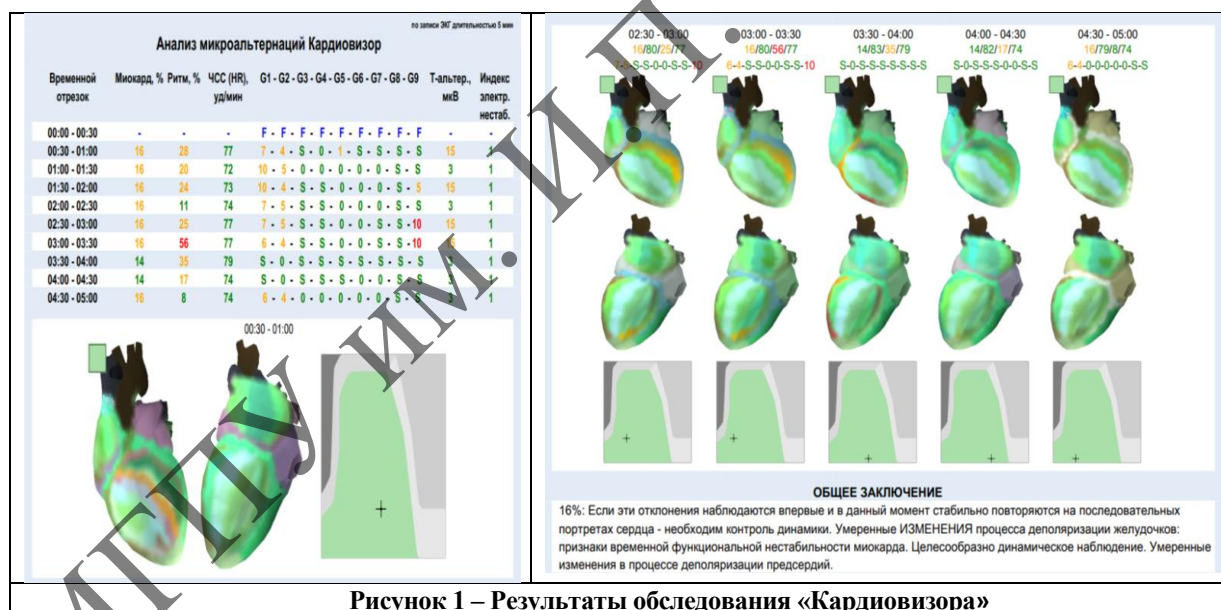 по записи ЭКГ длительностью 5 мин
Анализ микроальтернаций Кардиовизор
Временной отрезок Миокард, % Ритм, % ЧСС (HR), уд/мин G1 - G2 - G3 - G4 - G5 - G6 - G7 - G8 - G9 Т-альтер., мкВ Индекс электр. нестаб.
00:00 - 00:30 - - - F - F - F - F - F - F - F - F - F - -
00:30 - 01:00 16 28 77 7 - 4 - S - 0 - 1 - S - S - S - S 15 1
01:00 - 01:30 16 20 72 10 - 5 - 0 - 0 - 0 - 0 - 0 - S - S 3 1
01:30 - 02:00 16 24 73 10 - 4 - S - S - 0 - 0 - 0 - S - 5 15 1
02:00 - 02:30 16 11 74 7 - 5 - S - 0 - 0 - 0 - 0 - S - S 3 1
02:30 - 03:00 16 25 77 7 - 5 - S - S - 0 - 0 - S - S - 10 15 1
03:00 - 03:30 16 56 77 6 - 4 - S - S - 0 - 0 - S - S - 10 1
03:30 - 04:00 14 35 79 S - 0 - S - S - S - S - S - S - S 1
04:00 - 04:30 14 17 74 S - 0 - S - S - 0 - 0 - S - S - S 1
04:30 - 05:00 16 8 74 6 - 4 - 0 - 0 - 0 - 0 - 0 - S - S 3 1
00:30 - 01:00
02:30 - 03:00 03:00 - 03:30 03:30 - 04:00 04:00 - 04:30 04:30 - 05:00
16/80/25/77 16/80/56/77 14/83/35/79 14/82/17/74 16/79/8/74
7-5-S-S-0-0-S-S-10 6-4-S-S-0-0-S-S-10 S-0-S-S-S-S-S-S-S S-0-S-S-0-0-S-S-S 6-4-0-0-0-0-0-S-S
ОБЩЕЕ ЗАКЛЮЧЕНИЕ
16%: Если эти отклонения наблюдаются впервые и в данный момент стабильно повторяются на последовательных
портретах сердца - необходим контроль динамики. Умеренные ИЗМЕНЕНИЯ процесса деполяризации желудочков:
признаки временной функциональной нестабильности миокарда. Целесообразно динамическое наблюдение. Умеренные
изменения в процессе деполяризации предсердий.
МГПУ ИМ. И.П.
Рисунок 1 – Результаты обследования «Кардиовизора»